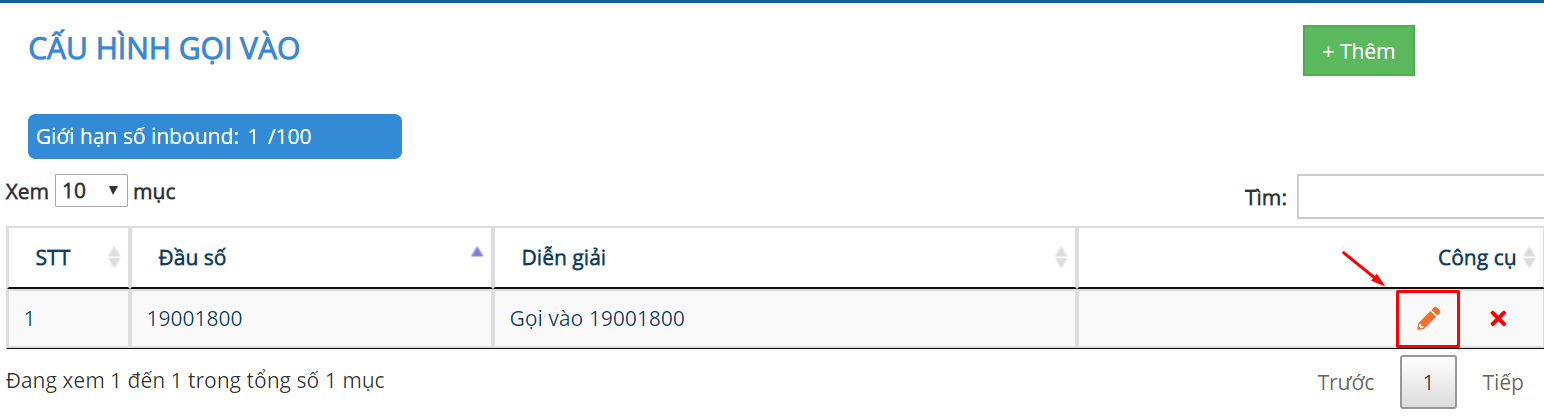 CẤU HÌNH GỌI VÀO
+ Thêm
Giới hạn số inbound: 1 /100
Xem 10 mục
Tìm:
STT Đầu số Diễn giải Công cụ
1 19001800 Gọi vào 19001800
Đang xem 1 đến 1 trong tổng số 1 mục
Trước 1 Tiếp